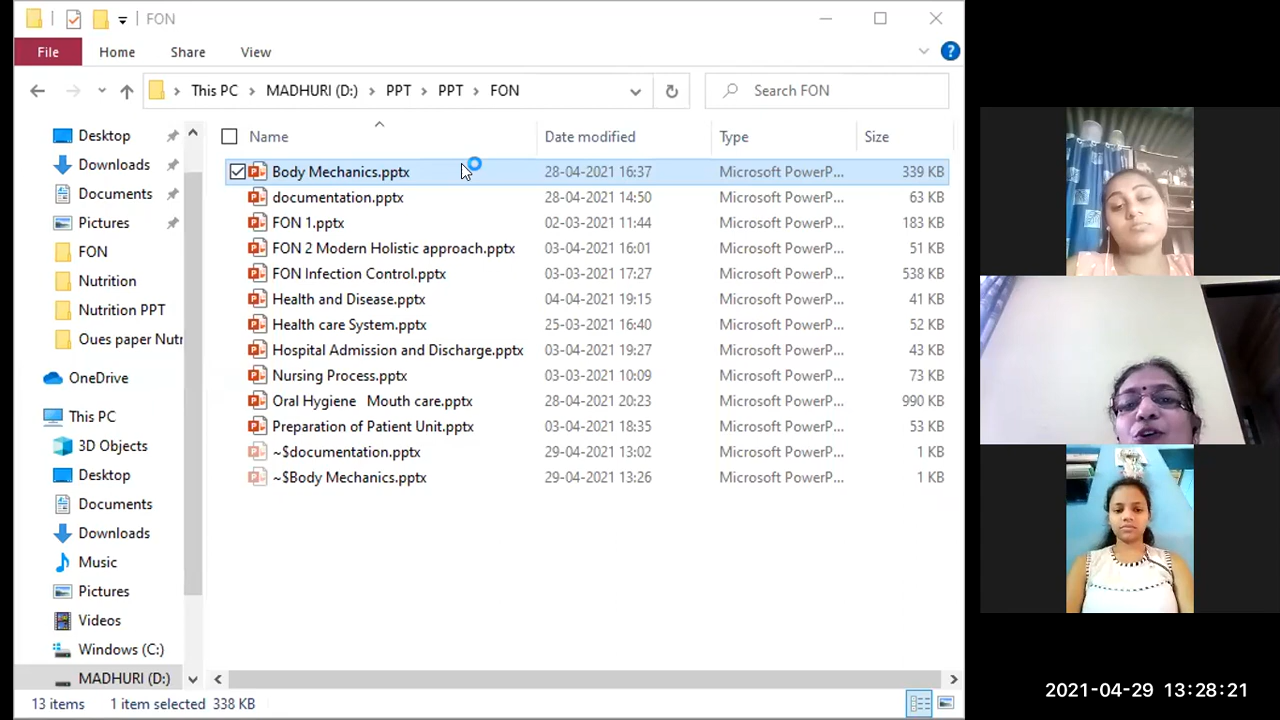 FON
File Home Share View
This PC MADHURI (D:) PPT PPT FON Search FON
Name Date modified Type Size
Body Mechanics.pptx 28-04-2021 16:37 Microsoft PowerP... 339 KB
documentation.pptx 28-04-2021 14:50 Microsoft PowerP... 63 KB
FON 1.pptx 02-03-2021 11:44 Microsoft PowerP... 183 KB
FON 2 Modern Holistic approach.pptx 03-04-2021 16:01 Microsoft PowerP... 51 KB
FON Infection Control.pptx 03-03-2021 17:27 Microsoft PowerP... 538 KB
Health and Disease.pptx 04-04-2021 19:15 Microsoft PowerP... 41 KB
Health care System.pptx 25-03-2021 16:40 Microsoft PowerP... 52 KB
Hospital Admission and Discharge.pptx 03-04-2021 19:27 Microsoft PowerP... 43 KB
Nursing Process.pptx 03-03-2021 10:09 Microsoft PowerP... 73 KB
Oral Hygiene Mouth care.pptx 28-04-2021 20:23 Microsoft PowerP... 990 KB
Preparation of Patient Unit.pptx 03-04-2021 18:35 Microsoft PowerP... 53 KB
~$documentation.pptx 29-04-2021 13:02 Microsoft PowerP... 1 KB
~$Body Mechanics.pptx 29-04-2021 13:26 Microsoft PowerP... 1 KB
Desktop
Downloads
Documents
Pictures
FON
Nutrition
Nutrition PPT
Oues paper Nutr
OneDrive
This PC
3D Objects
Desktop
Documents
Downloads
Music
Pictures
Videos
Windows (C:)
MADHURI (D:)
13 items 1 item selected 338 KB
2021-04-29 13:28:21